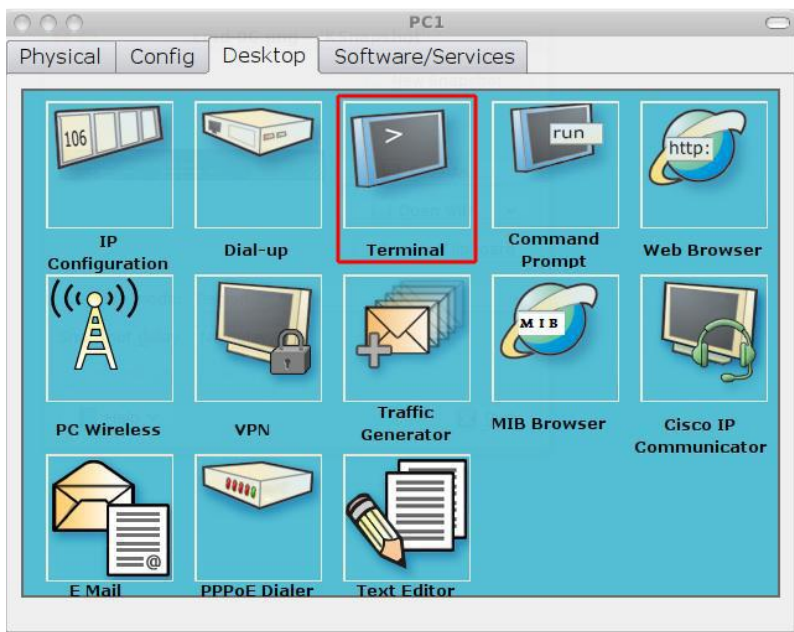 PC1
Physical Config Desktop Software/Services
106
>
run
http:
IP
Configuration
Dial-up
Terminal
Command
Prompt
Web Browser
MIB
PC Wireless
VPN
Traffic
Generator
MIB Browser
Cisco IP
Communicator
@
E Mail
PPPoE Dialer
Text Editor